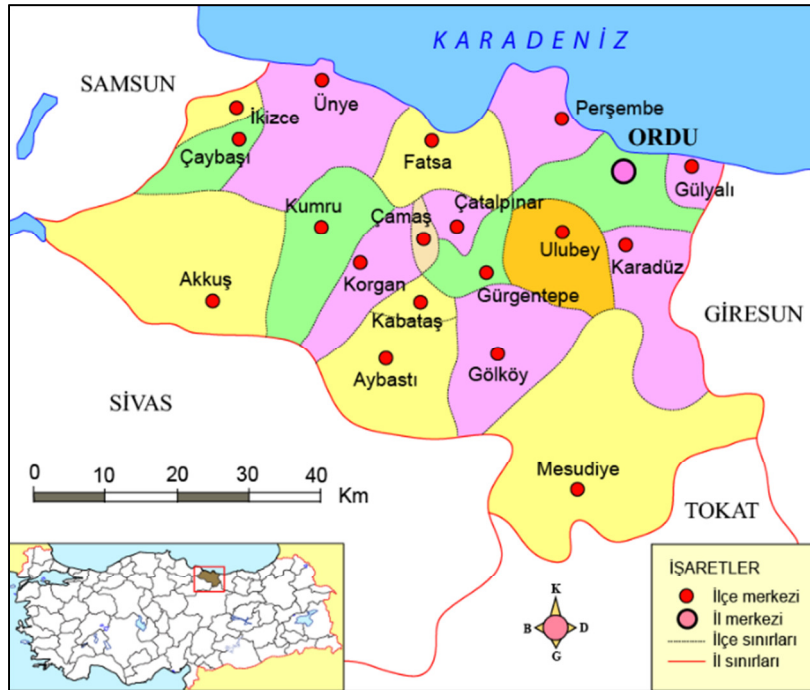 KARADENİZ
SAMSUN
Ünye
İkizce
Perşembe
ORDU
Çaybaşı
Fatsa
Gülyalı
Kumru
Çamaş
Çatalpınar
Ulubey
Karadüz
Akkuş
Korgan
Gürgentepe
Kabataş
GİRESUN
Aybastı
Gölköy
SİVAS
Mesudiye
0 10 20 30 40
Km
TOKAT
K
B D
G
İŞARETLER
İlçe merkezi
İl merkezi
İlçe sınırları
İl sınırları